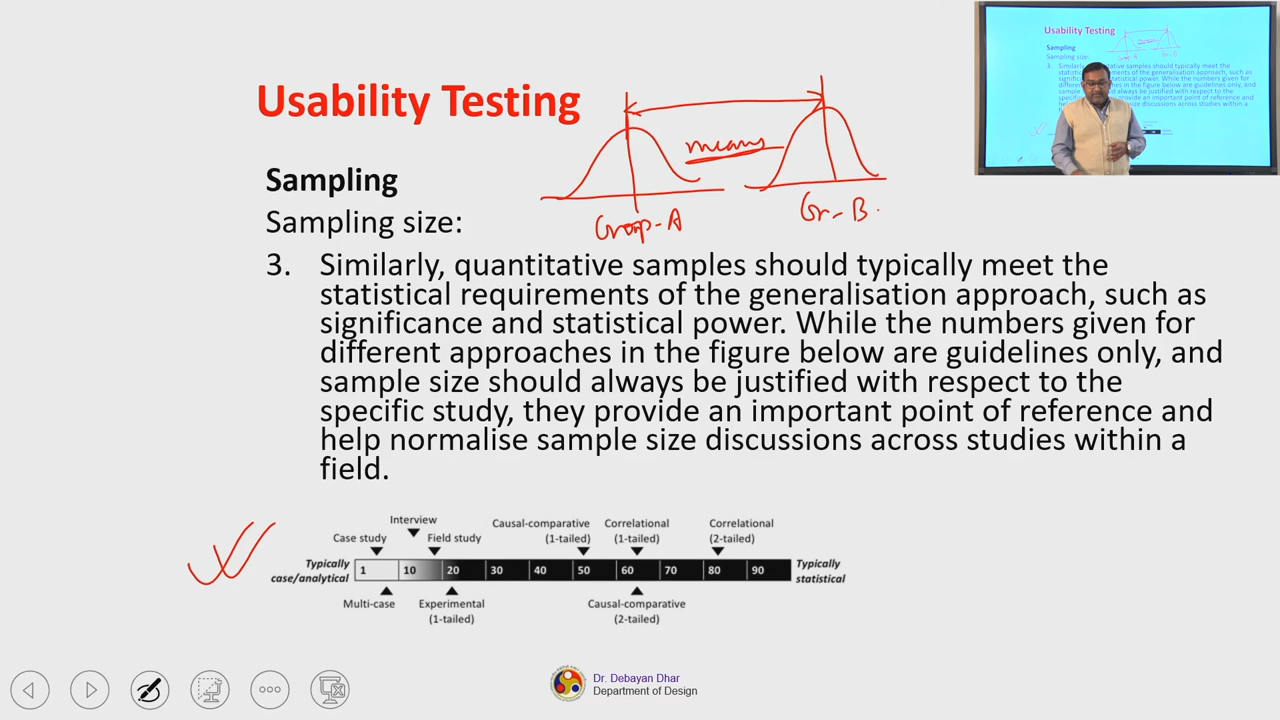 Usability Testing
means
Group-A
Gr-B.
Sampling
Sampling size:
3. Similarly, quantitative samples should typically meet the
statistical requirements of the generalisation approach, such as
significance and statistical power. While the numbers given for
different approaches in the figure below are guidelines only, and
sample size should always be justified with respect to the
specific study, they provide an important point of reference and
help normalise sample size discussions across studies within a
field.
Case study
Interview
Field study
Causal-comparative
(1-tailed)
Correlational
(1-tailed)
Correlational
(2-tailed)
Typically
case/analytical
1 10 20 30 40 50 60 70 80 90
Typically
statistical
Multi-case
Experimental
(1-tailed)
Causal-comparative
(2-tailed)
Dr. Debayan Dhar
Department of Design
Usability Testing
Sampling